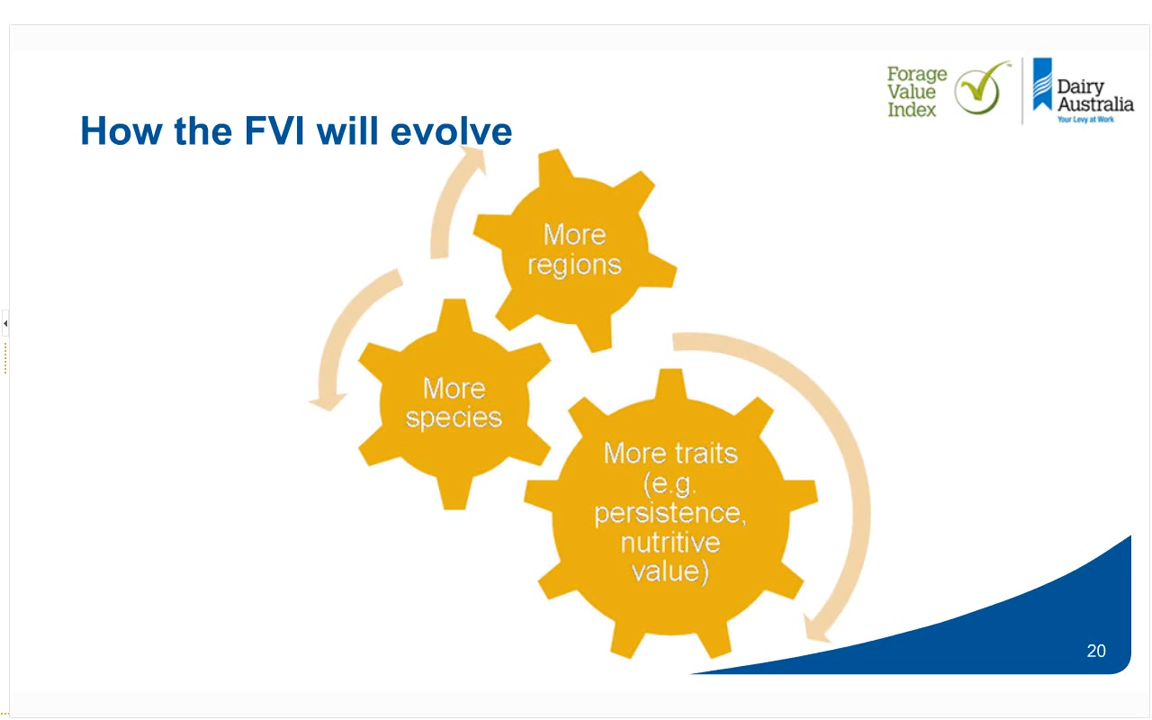 Forage
Value
Index
TM
Dairy
Australia
Your Levy at Work
How the FVI will evolve
More
regions
More
species
More traits
(e.g.
persistence,
nutritive
value)
20